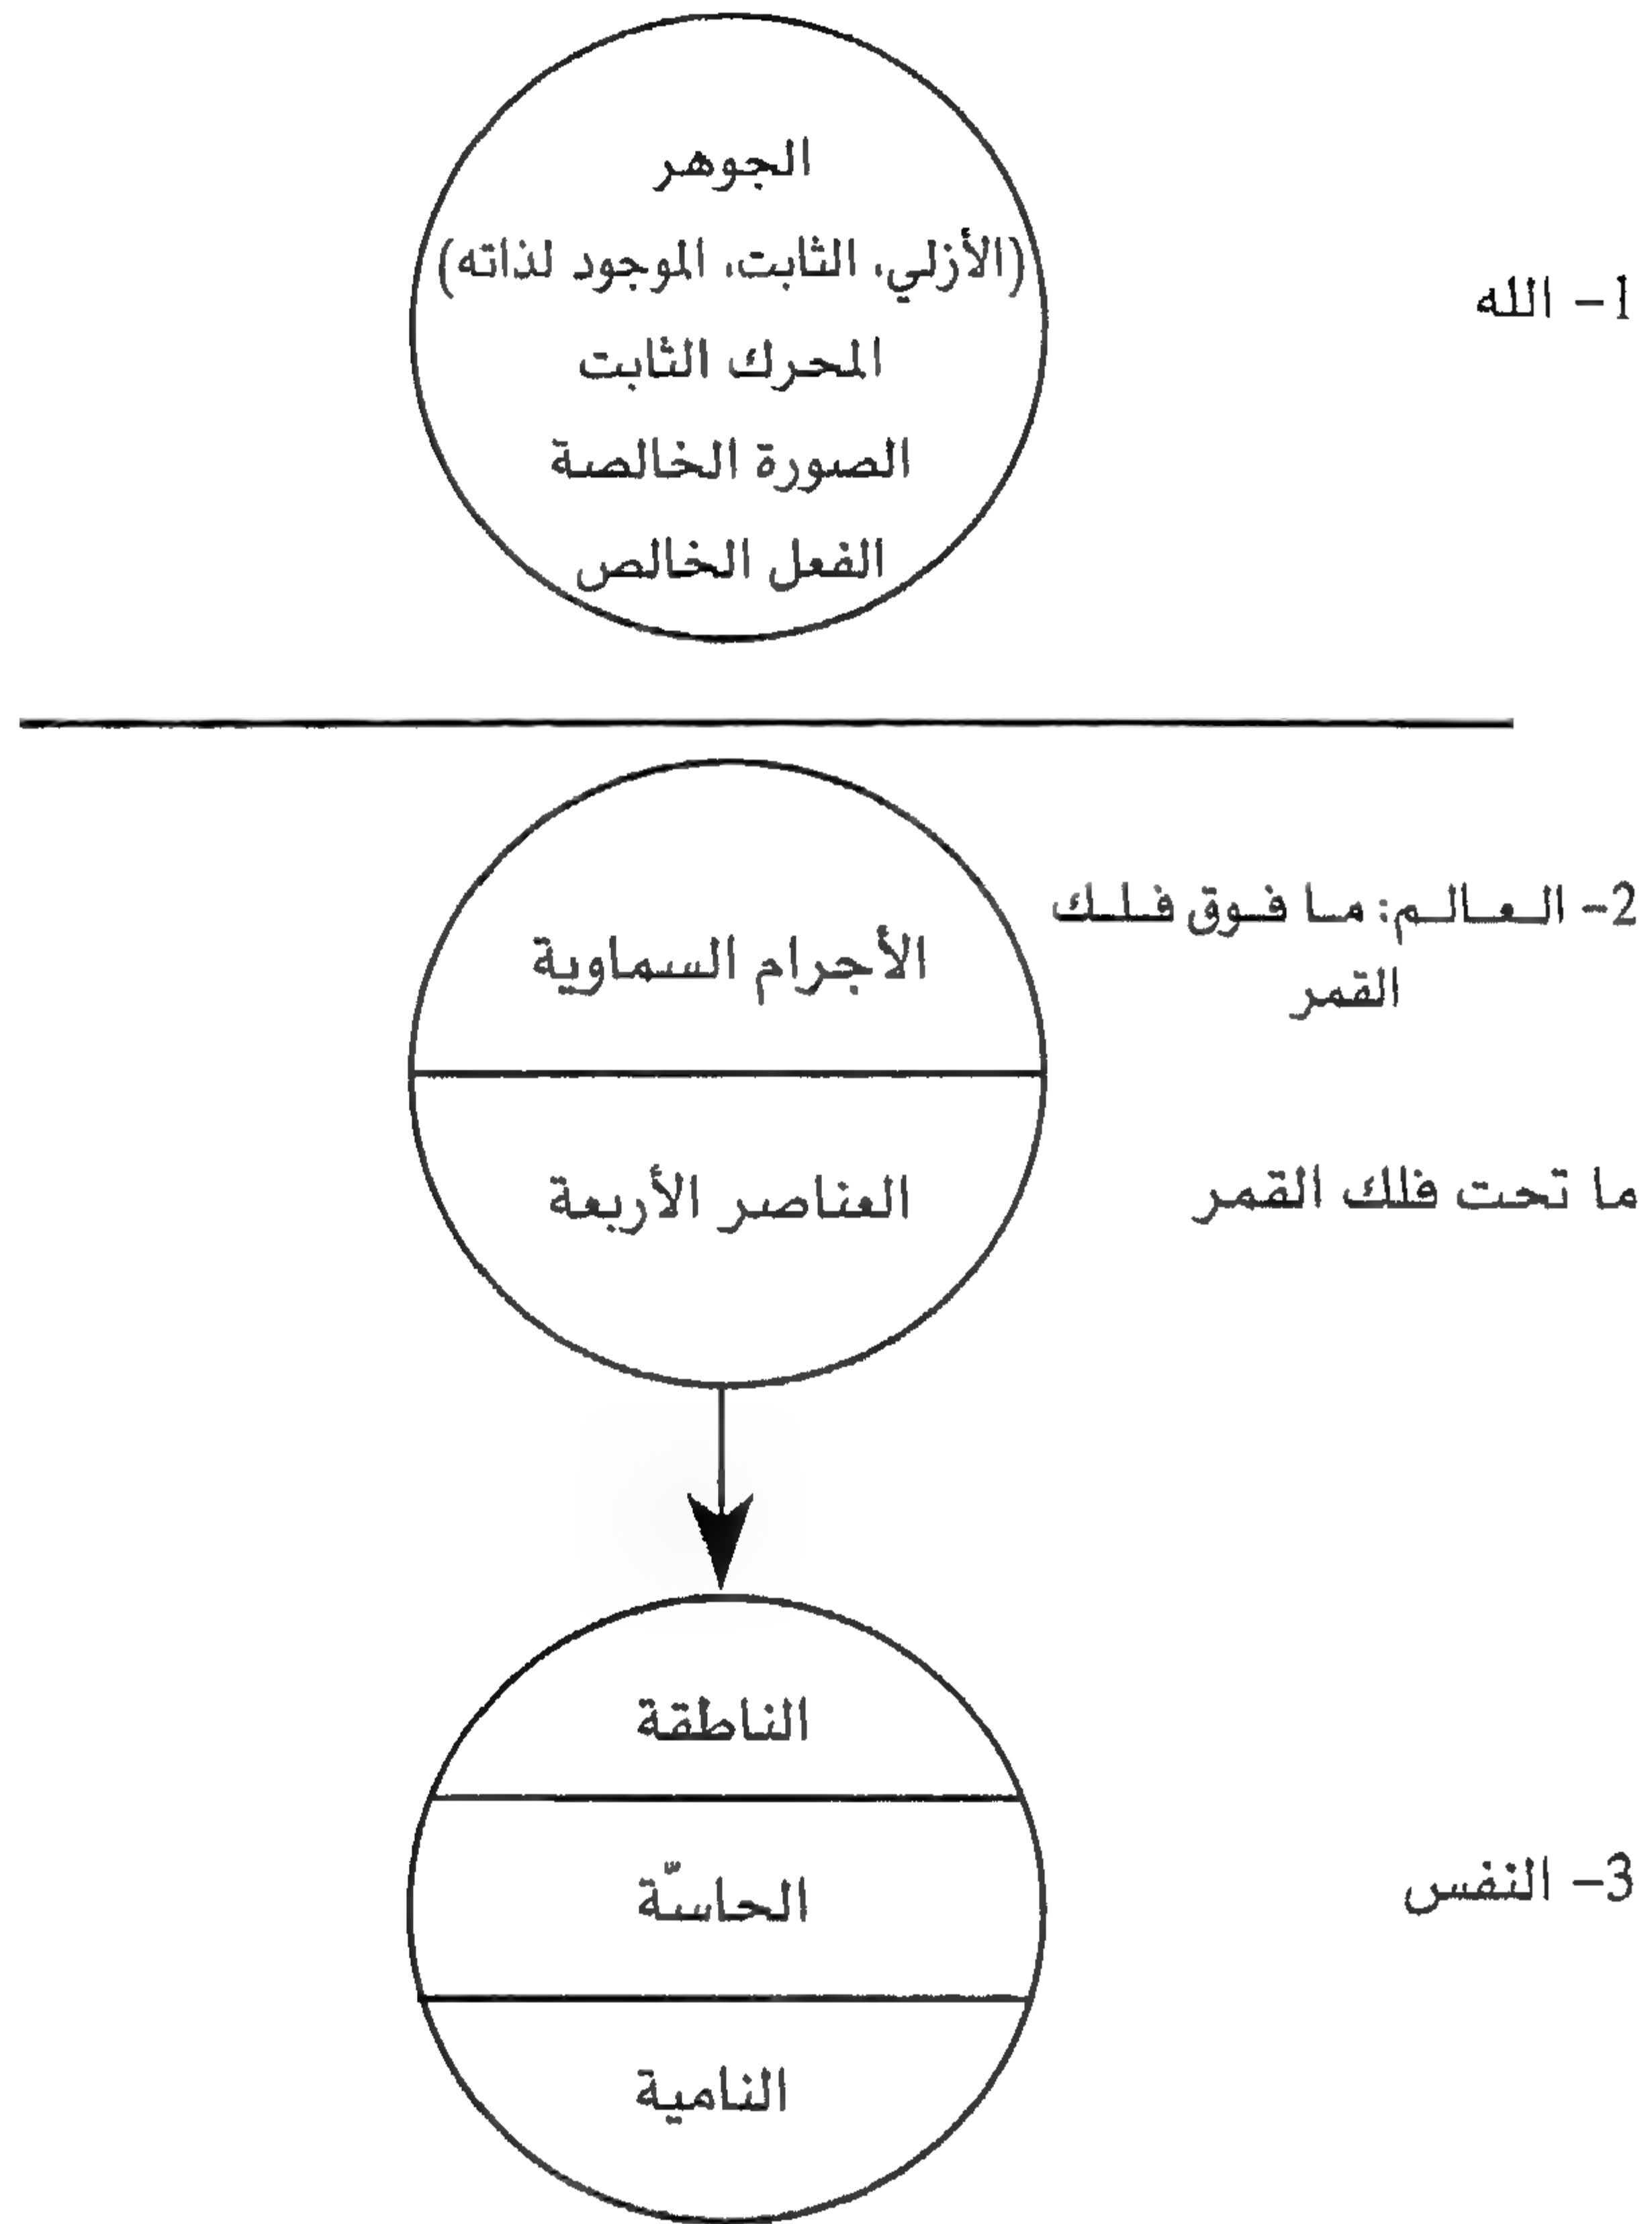 الجوهر
(الأزلي، الثابت، الموجود لذاته)
1- الله
المحرك الثابت
الصورة الخالصة
الفعل الخالص
2- العالم: ما فوق فلك
القمر
الأجرام السماوية
ما تحت فلك القمر
العناصر الأربعة
الناطقة
3- النفس
الحاسّة
النامية